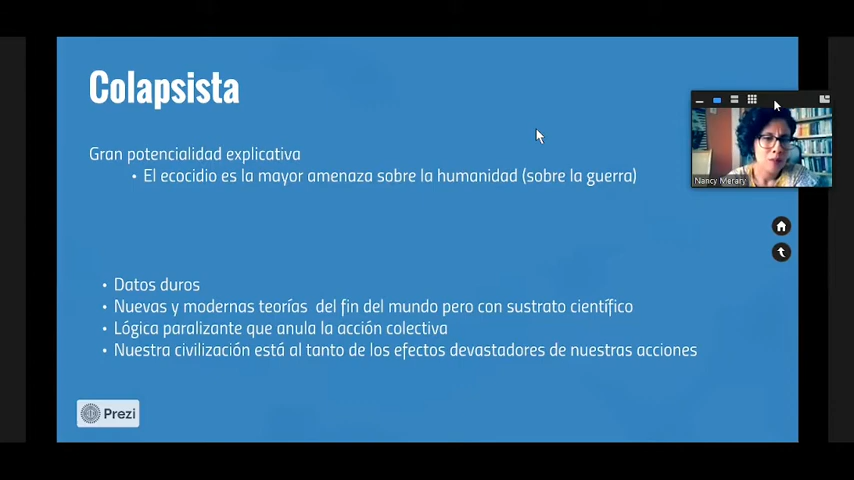 Colapsista
Gran potencialidad explicativa
• El ecocidio es la mayor amenaza sobre la humanidad (sobre la guerra)
Nancy Merary
• Datos duros
• Nuevas y modernas teorías del fin del mundo pero con sustrato científico
• Lógica paralizante que anula la acción colectiva
• Nuestra civilización está al tanto de los efectos devastadores de nuestras acciones
Prezi